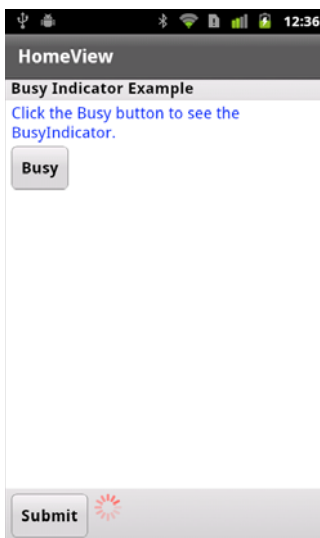 12:36
HomeView
Busy Indicator Example
Click the Busy button to see the
BusyIndicator.
Busy
Submit